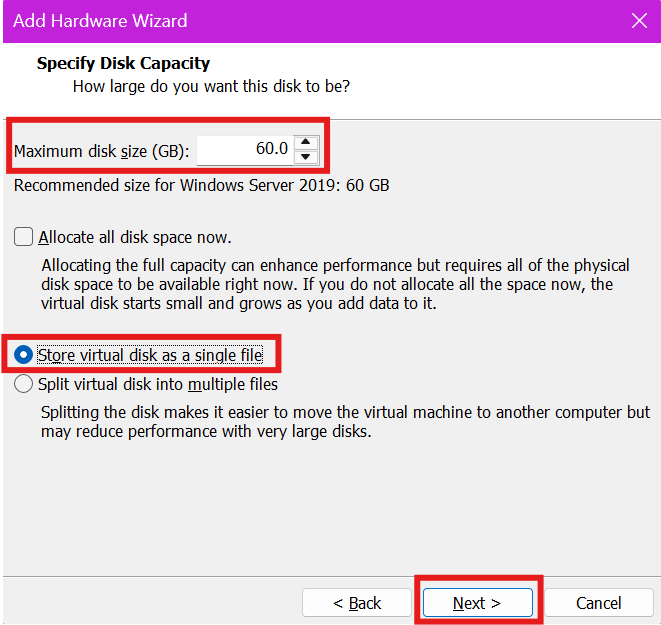 Add Hardware Wizard
Specify Disk Capacity
How large do you want this disk to be?
Maximum disk size (GB): 60.0
Recommended size for Windows Server 2019: 60 GB
Allocate all disk space now.
Allocating the full capacity can enhance performance but requires all of the physical
disk space to be available right now. If you do not allocate all the space now, the
virtual disk starts small and grows as you add data to it.
Store virtual disk as a single file
Split virtual disk into multiple files
Splitting the disk makes it easier to move the virtual machine to another computer but
may reduce performance with very large disks.
< Back Next > Cancel